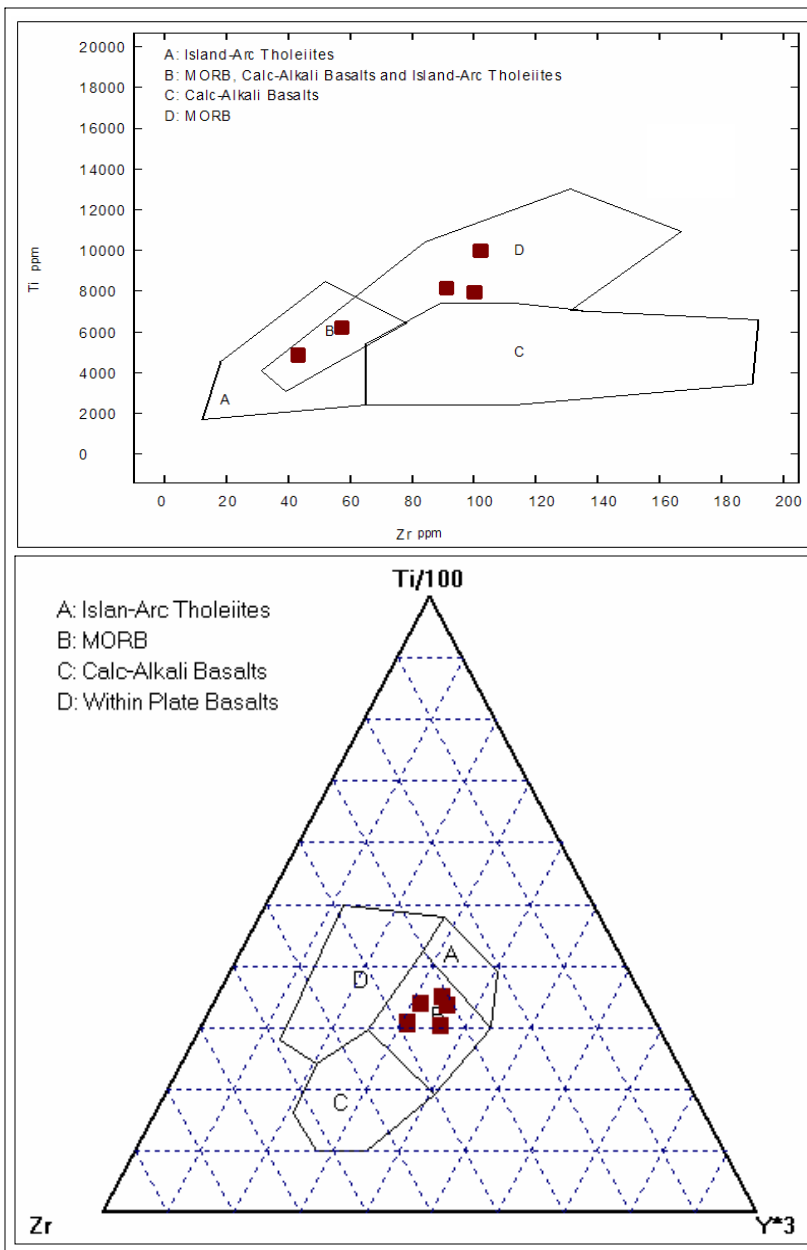 20000
18000
16000
14000
12000
10000
8000
6000
4000
2000
0
Ti ppm
A: Island-Arc Tholeiites
B: MORB, Calc-Alkali Basalts and Island-Arc Tholeiites
C: Calc-Alkali Basalts
D: MORB
D
B
C
A
0 20 40 60 80 100 120 140 160 180 200
Zr ppm
Ti/100
A: Islan-Arc Tholeiites
B: MORB
C: Calc-Alkali Basalts
D: Within Plate Basalts
A
D
B
C
Zr Y*3